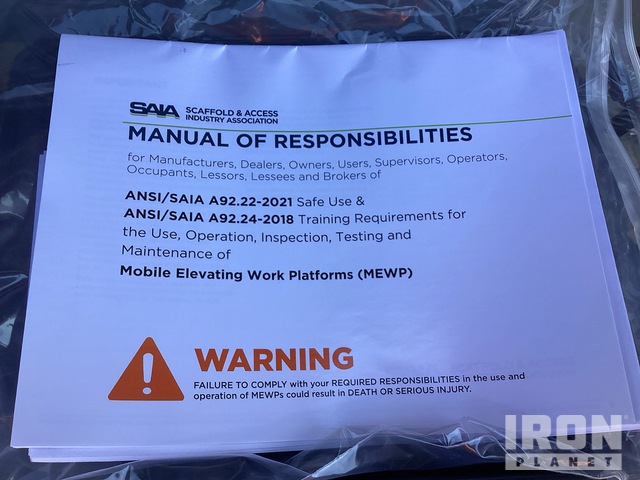 SAIA SCAFFOLD & ACCESS
INDUSTRY ASSOCIATION
MANUAL OF RESPONSIBILITIES
for Manufacturers, Dealers, Owners, Users, Supervisors, Operators,
Occupants, Lessors, Lessees and Brokers of
ANSI/SAIA A92.22-2021 Safe Use &
ANSI/SAIA A92.24-2018 Training Requirements for
the Use, Operation, Inspection, Testing and
Maintenance of
Mobile Elevating Work Platforms (MEWP)
WARNING
FAILURE TO COMPLY with your REQUIRED RESPONSIBILITIES in the use and
operation of MEWPs could result in DEATH OR SERIOUS INJURY.
IRON
PLANET